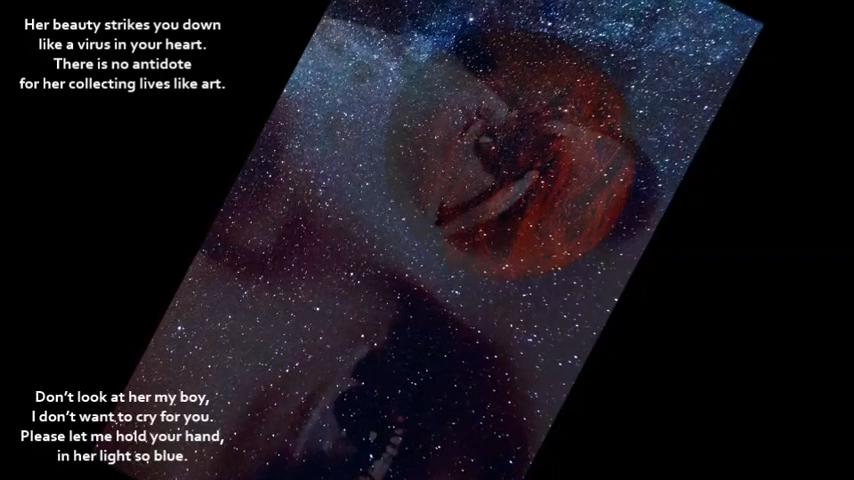 Her beauty strikes you down
like a virus in your heart.
There is no antidote
for her collecting lives like art.
Don't look at her my boy,
I don't want to cry for you.
Please let me hold your hand,
in her light so blue.